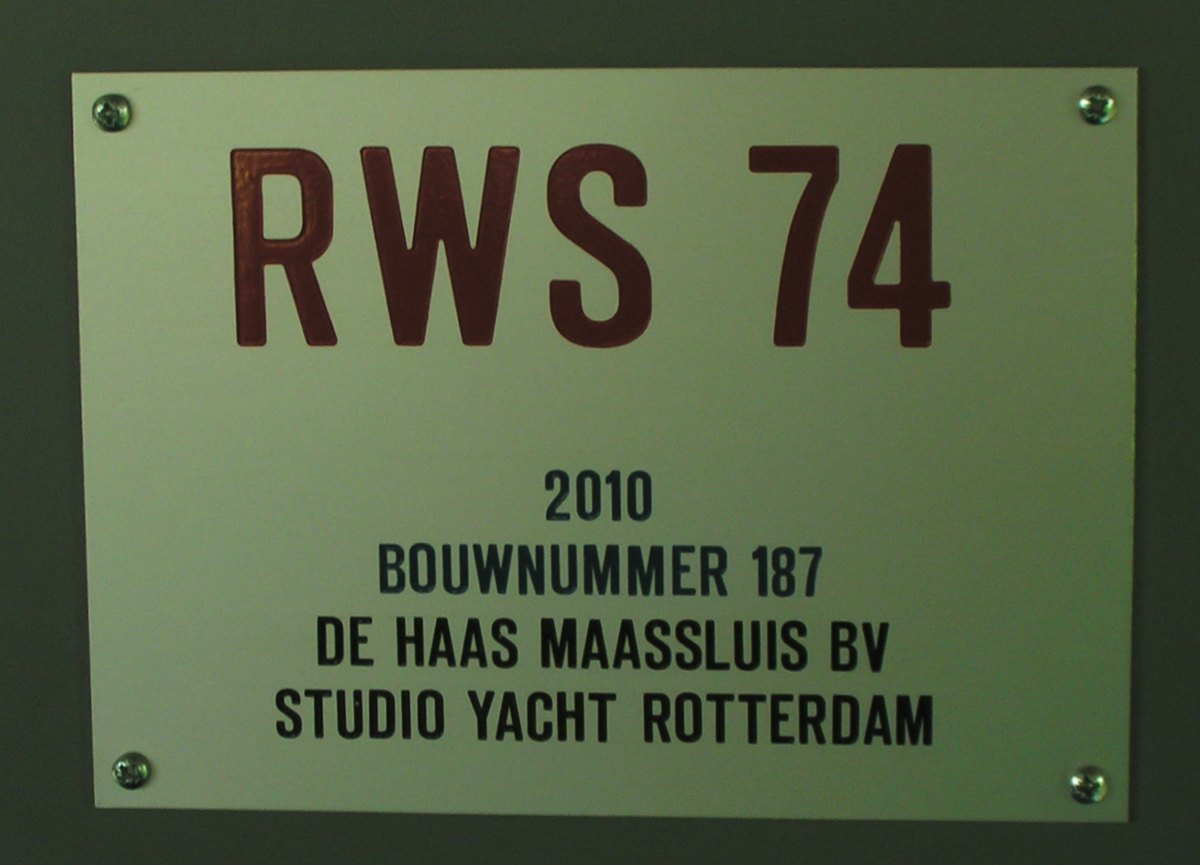 RWS 74
2010
BOUWNUMMER 187
DE HAAS MAASSLUIS BV
STUDIO YACHT ROTTERDAM